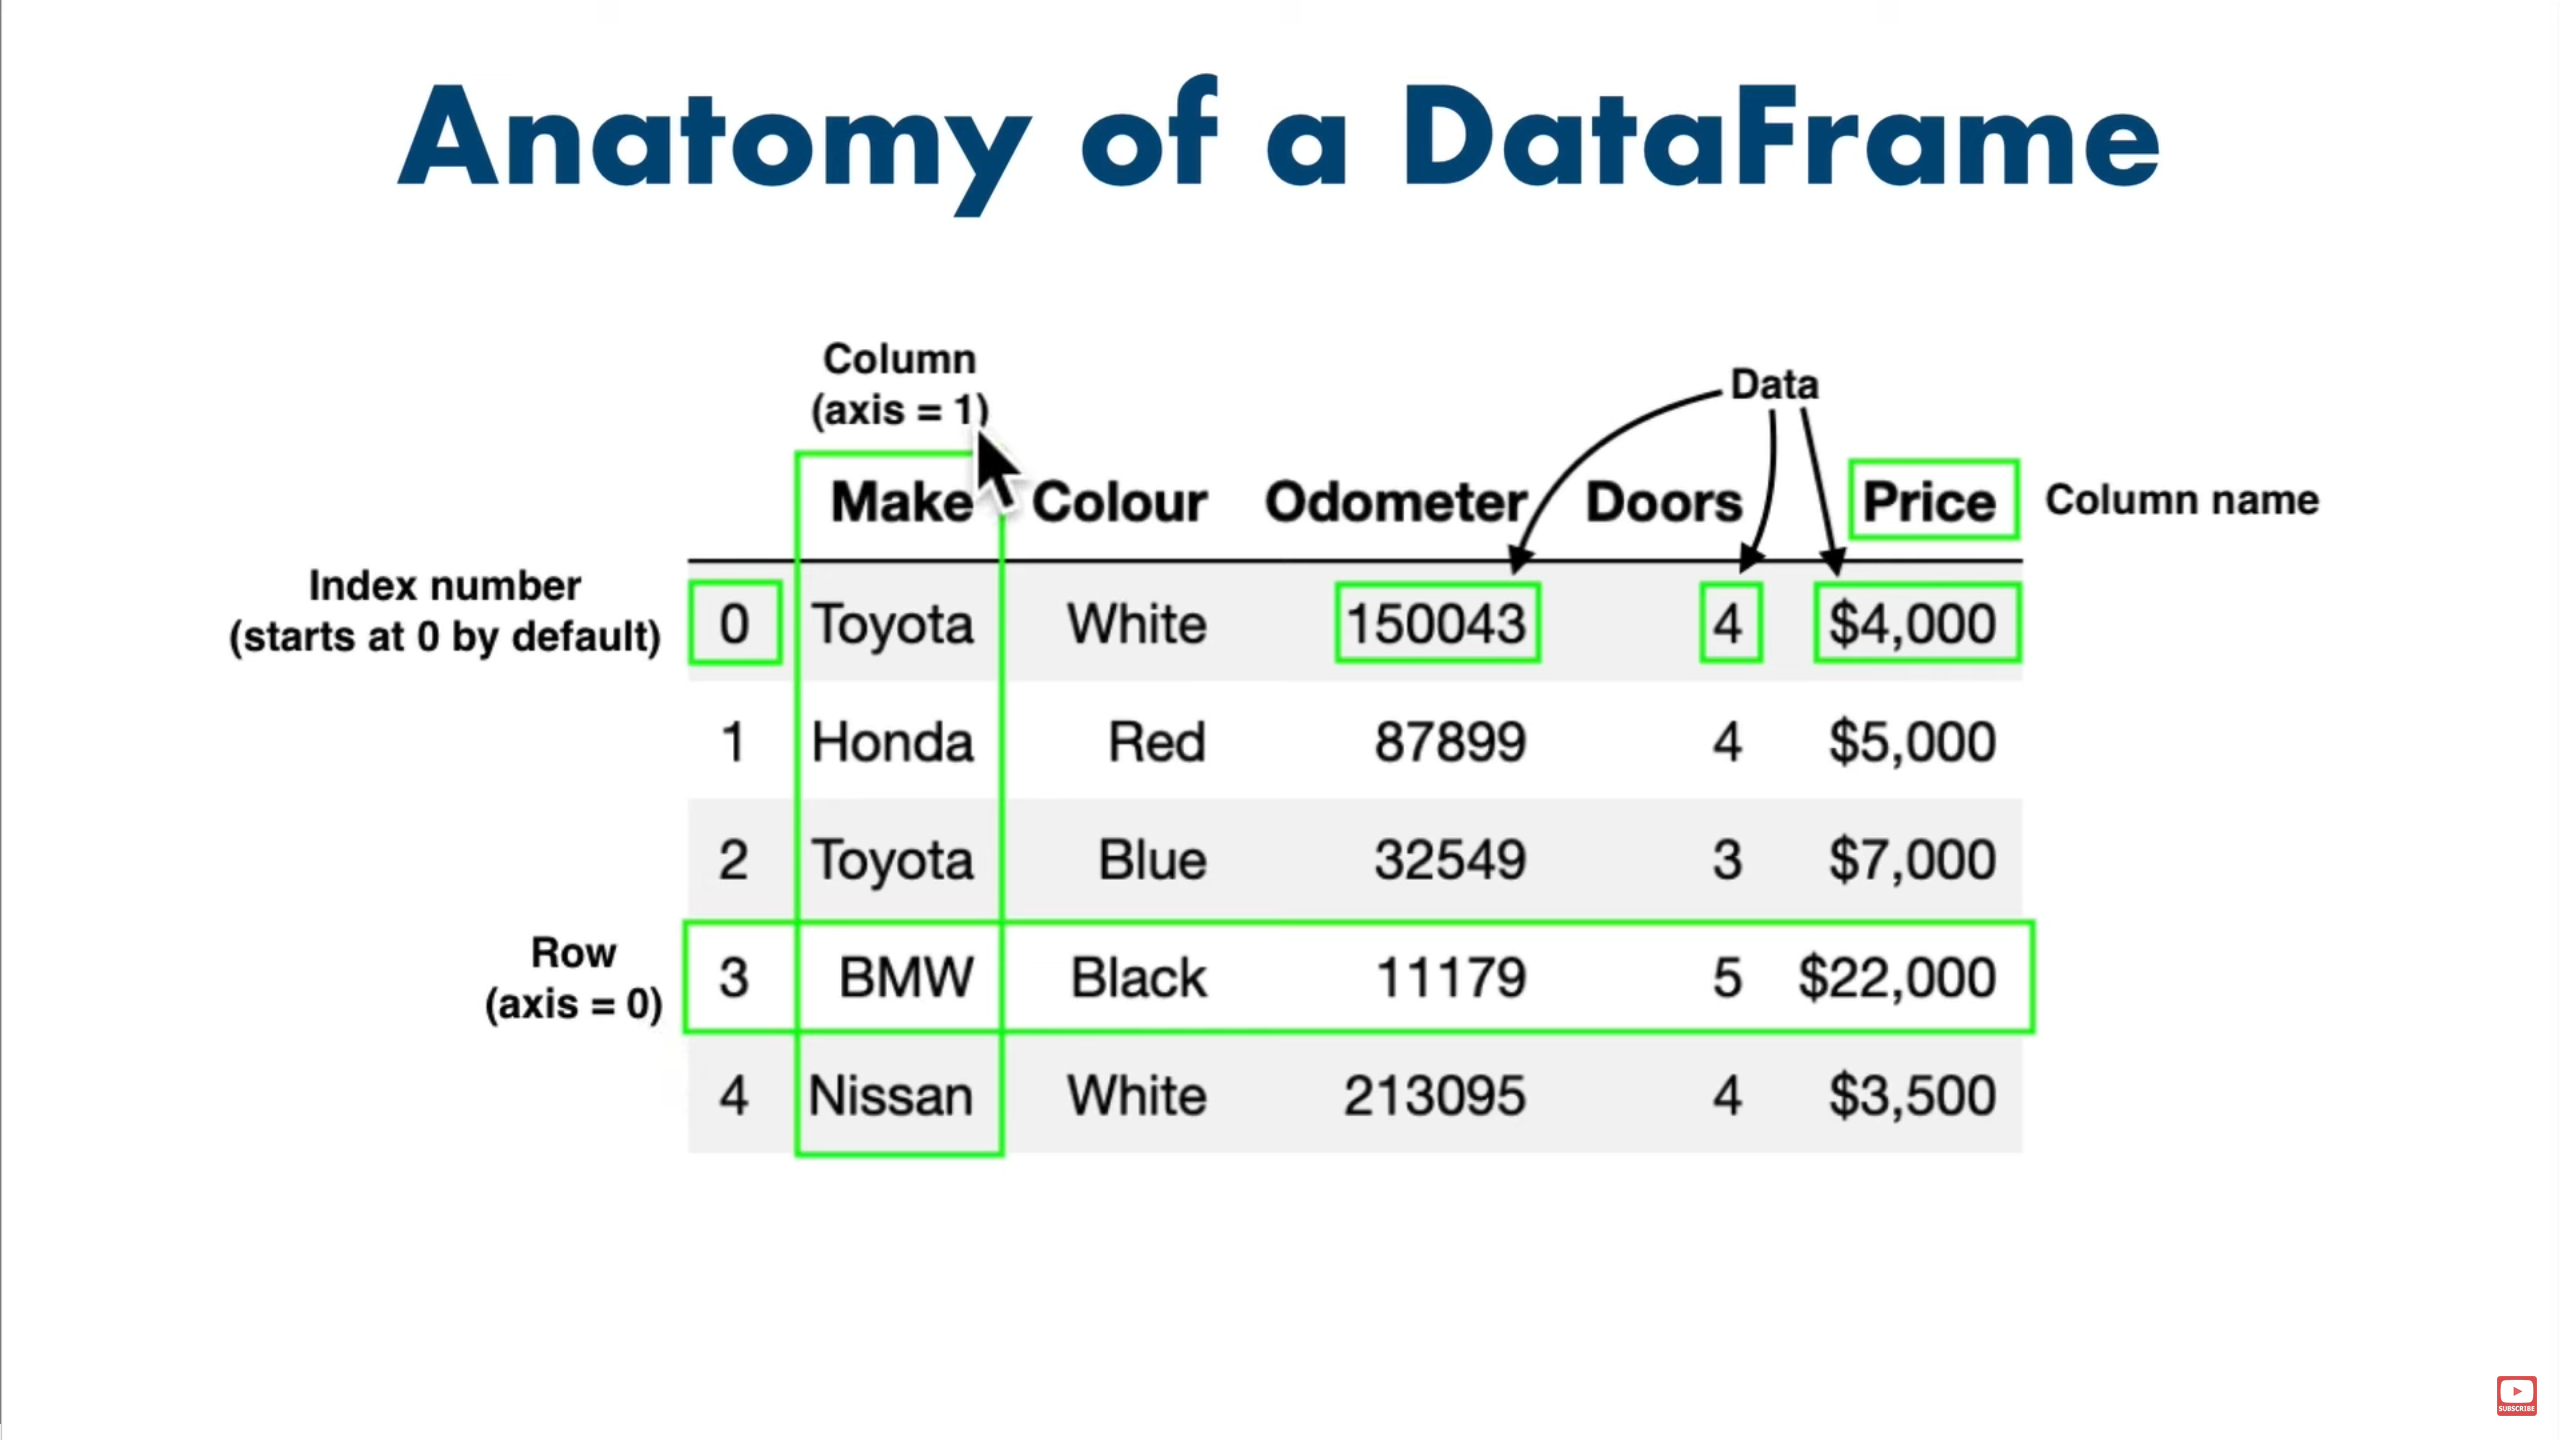 Anatomy of a DataFrame
Column
(axis = 1)
Data
Make Colour Odometer Doors Price Column name
Index number
(starts at 0 by default)
0 Toyota White 150043 4 $4,000
1 Honda Red 87899 4 $5,000
2 Toyota Blue 32549 3 $7,000
Row
(axis = 0)
3 BMW Black 11179 5 $22,000
4 Nissan White 213095 4 $3,500
SUBSCRIBE